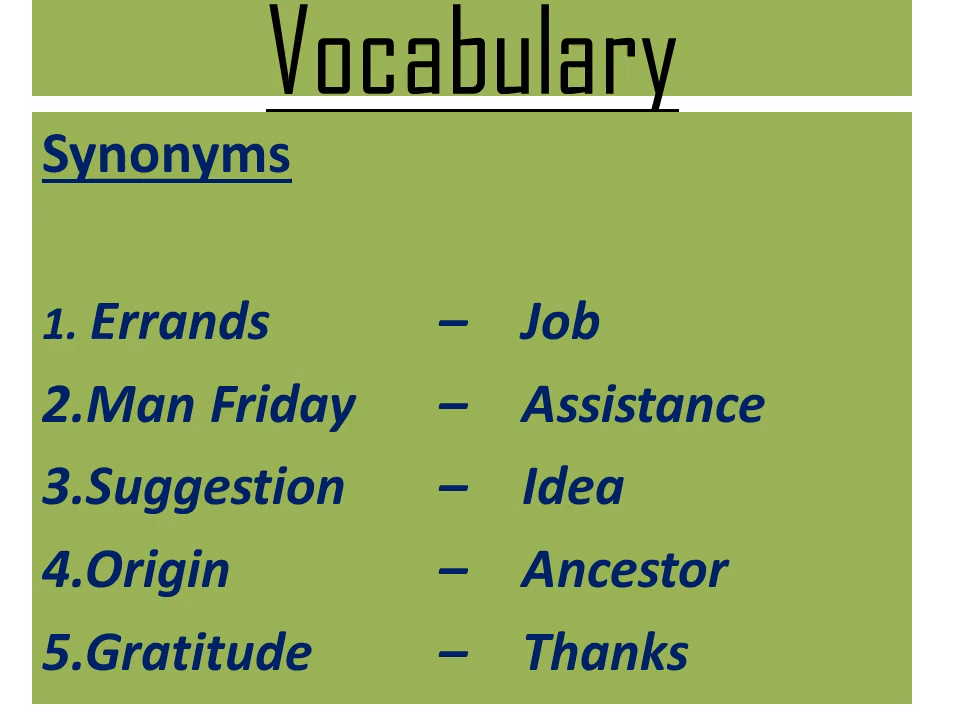 Vocabulary
Synonyms
1. Errands – Job
2.Man Friday – Assistance
3.Suggestion – Idea
4.Origin – Ancestor
5.Gratitude – Thanks